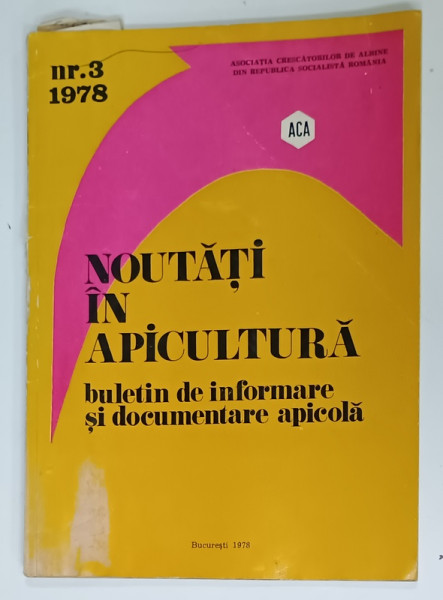 nr.3
1978
ASOCIAȚIA CRESCĂTORILOR DE ALBINE
DIN REPUBLICA SOCIALISTĂ ROMÂNIA
ACA
NOUTĂȚI
ÎN
APICULTURĂ
buletin de informare
și documentare apicolă
București 1978